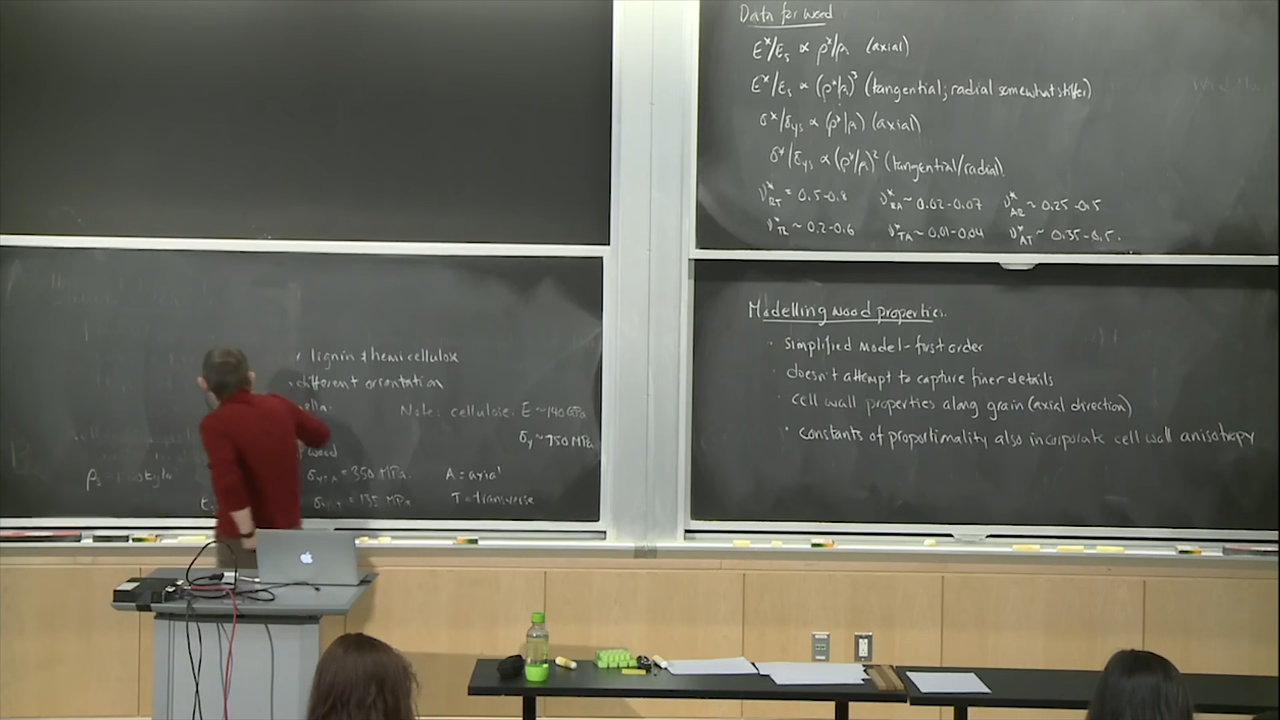 lignin & hemicellulose
different orientation
Note: cellulose. E ~140 GPa
σy ~ 750 MPa
wood
ρs = 350 MPa. A = axial
= 135 MPa T = transverse
Data for wood
E*/Es ∝ ρ*/ρs (axial)
E*/Es ∝ (ρ*/ρs)³ (tangential; radial somewhat stiffer)
σ*/σys ∝ (ρ*/ρs) (axial)
σ*/σys ∝ (ρ*/ρs)² (tangential/radial)
ν*RT = 0.5-0.8 ν*RA ~ 0.02-0.07 ν*AR ~ 0.25-0.5
ν*TR ~ 0.2-0.6 ν*TA ~ 0.01-0.04 ν*AT ~ 0.35-0.5.
Modelling wood properties.
· simplified model - first order
· doesn't attempt to capture finer details
· cell wall properties along grain (axial direction)
· constants of proportionality also incorporate cell wall anisotropy